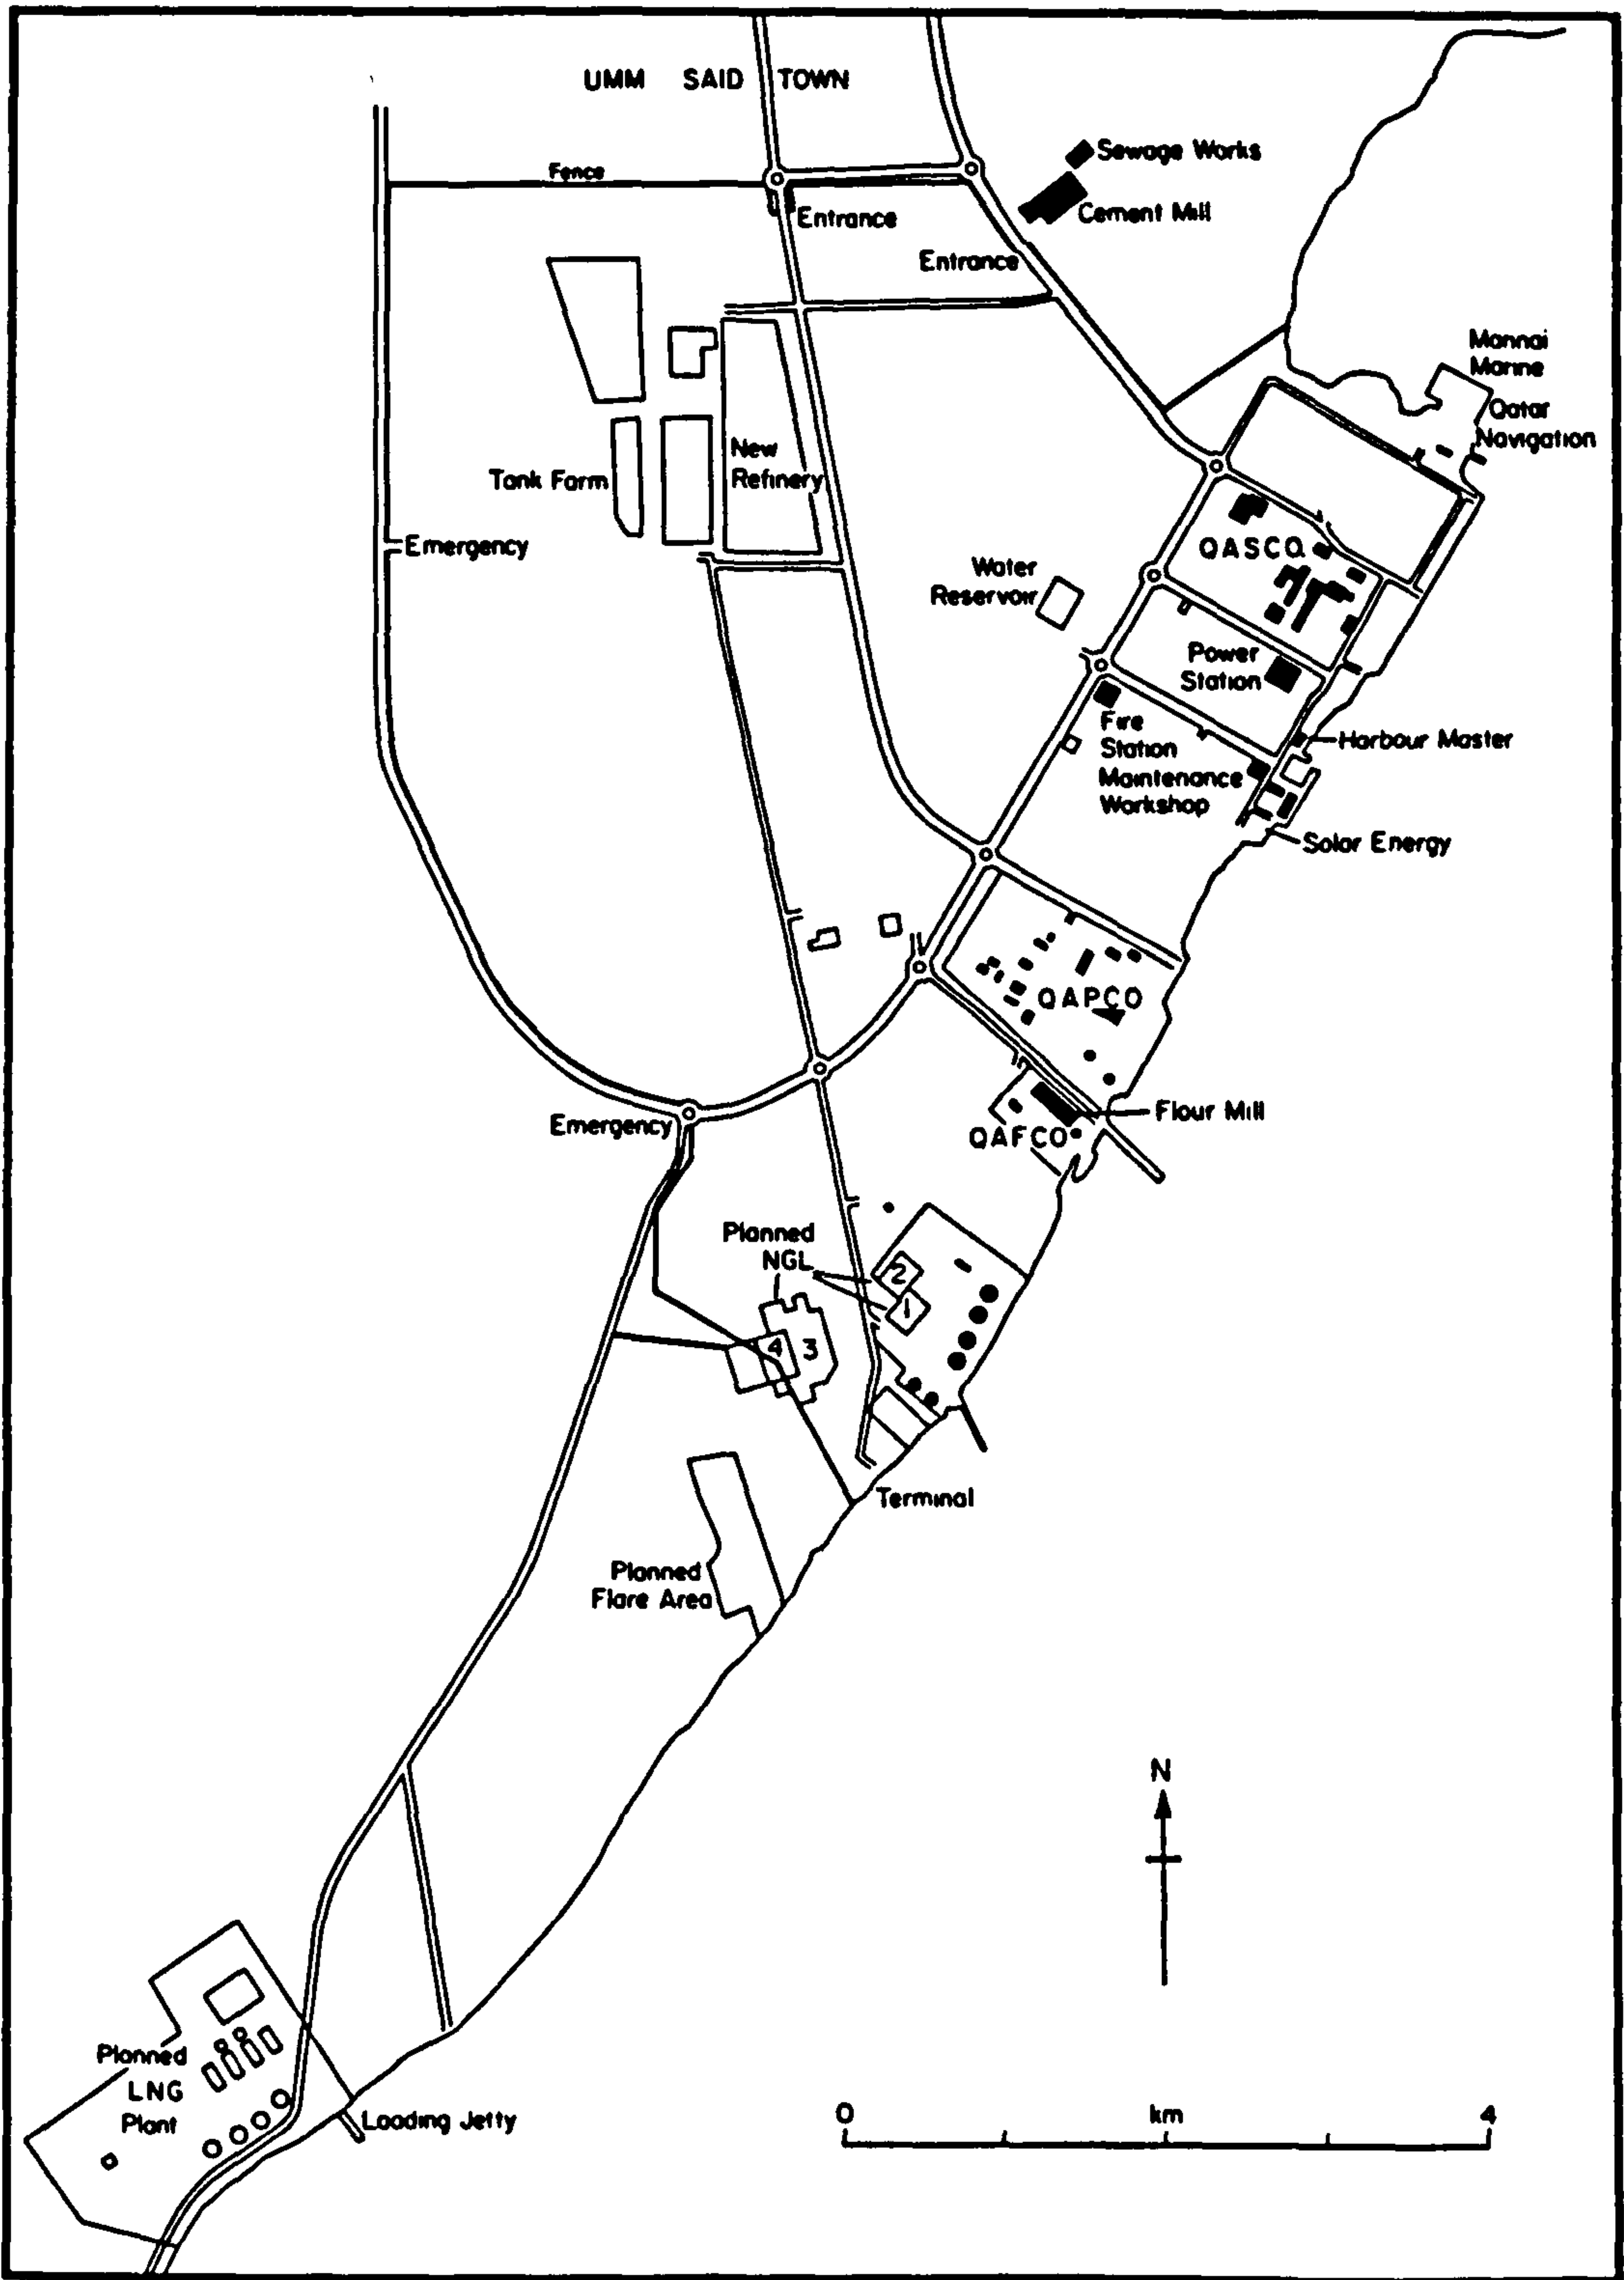 UMM SAID TOWN
Sewage Works
Fence
Cement Mill
Entrance
Entrance
Mannai
Marine
Qatar
Navigation
New
Refinery
Tank Farm
Emergency
QASCO
Water
Reservoir
Power
Station
Fire
Station
Harbour Master
Maintenance
Workshop
Solar Energy
QAPCO
Flour Mill
Emergency
QAFCO
Planned
NGL
2
1
4
3
Terminal
Planned
Flare Area
N
Planned
LNG
Plant
Loading Jetty
0 km 4